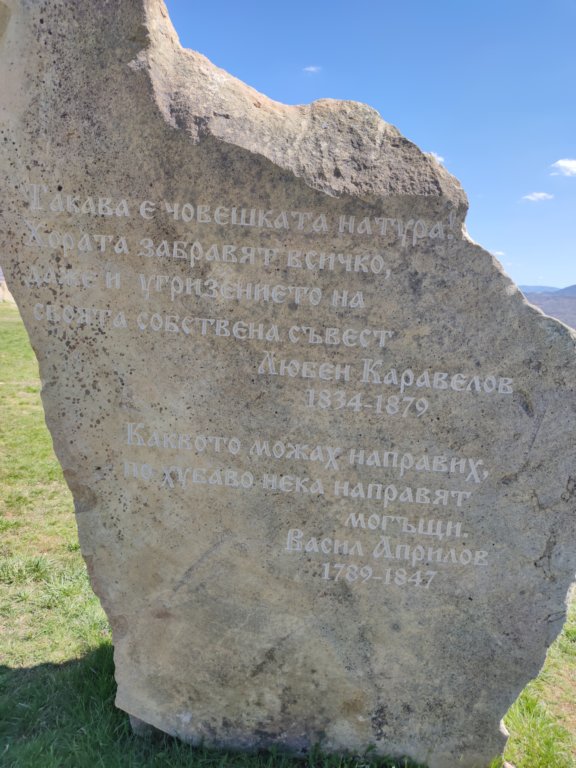 Такава е човешката натура!
Хората забравят всичко,
даже и угризението на
своята собствена съвест
Любен Каравелов
1834-1879
Каквото можах направих,
по хубаво нека направят
могъщи.
Васил Априлов
1789-1847